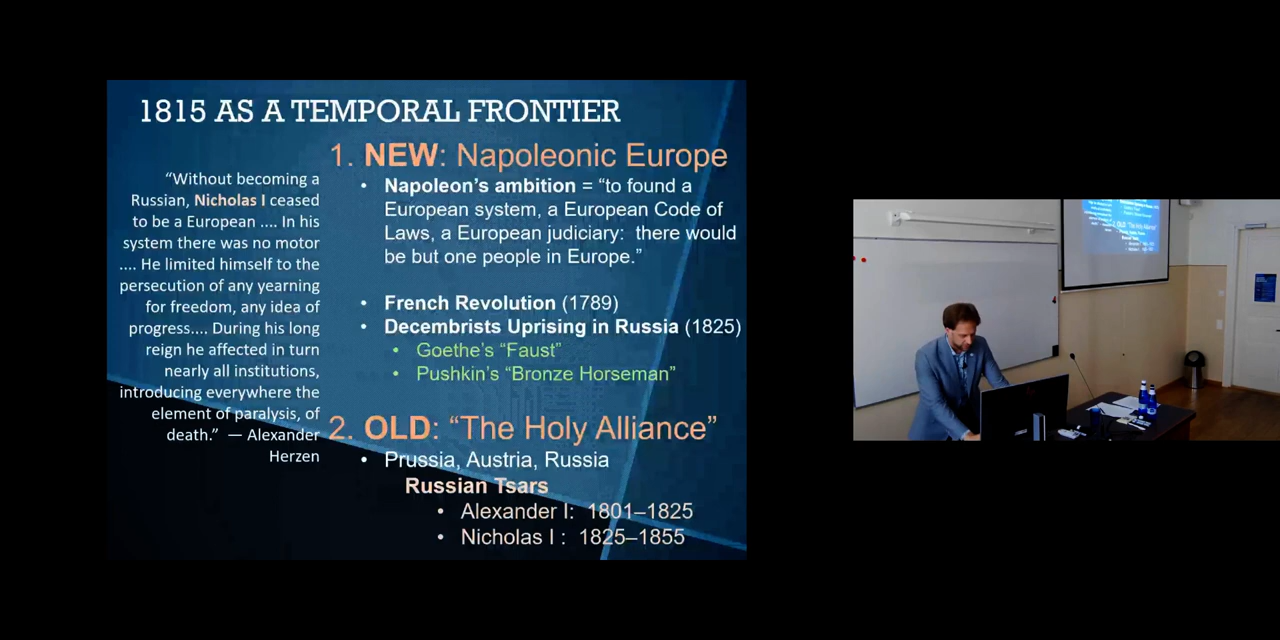 1815 AS A TEMPORAL FRONTIER
“Without becoming a
Russian, Nicholas I ceased
to be a European .... In his
system there was no motor
.... He limited himself to the
persecution of any yearning
for freedom, any idea of
progress.... During his long
reign he affected in turn
nearly all institutions,
introducing everywhere the
element of paralysis, of
death.” — Alexander
Herzen
1. NEW: Napoleonic Europe
• Napoleon’s ambition = “to found a
European system, a European Code of
Laws, a European judiciary: there would
be but one people in Europe.”
• French Revolution (1789)
• Decembrists Uprising in Russia (1825)
• Goethe’s “Faust”
• Pushkin’s “Bronze Horseman”
2. OLD: “The Holy Alliance”
• Prussia, Austria, Russia
Russian Tsars
• Alexander I: 1801–1825
• Nicholas I : 1825–1855